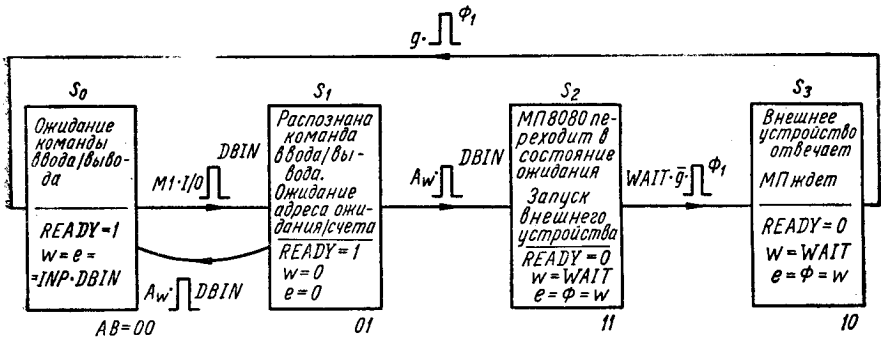 g· Φ₁
S₀
Ожидание
команды
ввода/выво-
да
READY=1
w=e=
=INP·DBIN
AB=00
M1·I/0 DBIN
Aw· DBIN
S₁
Распознана
команда
ввода/вы-
вода.
Ожидание
адреса ожи-
дания/счета
READY=1
w=0
e=0
01
Aw· DBIN
S₂
МП8080 пе-
реходит в
состояние
ожидания
Запуск
внешнего
устройства
READY=0
w=WAIT
e=Φ=w
11
WAIT·g̅· Φ₁
S₃
Внешнее
устройство
отвечает
МП ждет
READY=0
w=WAIT
e=Φ=w
10